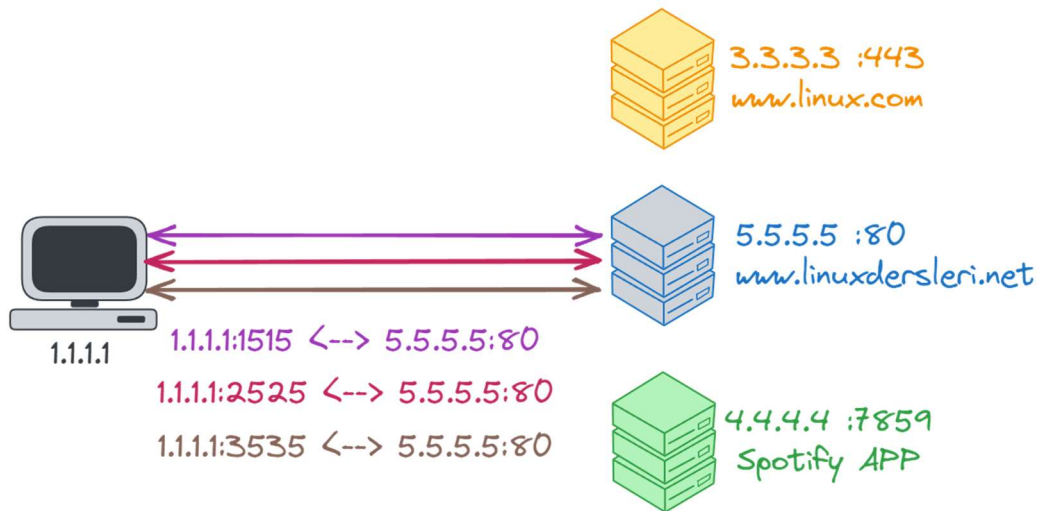 3.3.3.3 :443
www.linux.com
5.5.5.5 :80
www.linuxdersleri.net
1.1.1.1
1.1.1.1:1515 <--> 5.5.5.5:80
1.1.1.1:2525 <--> 5.5.5.5:80
1.1.1.1:3535 <--> 5.5.5.5:80
4.4.4.4 :7859
Spotify APP